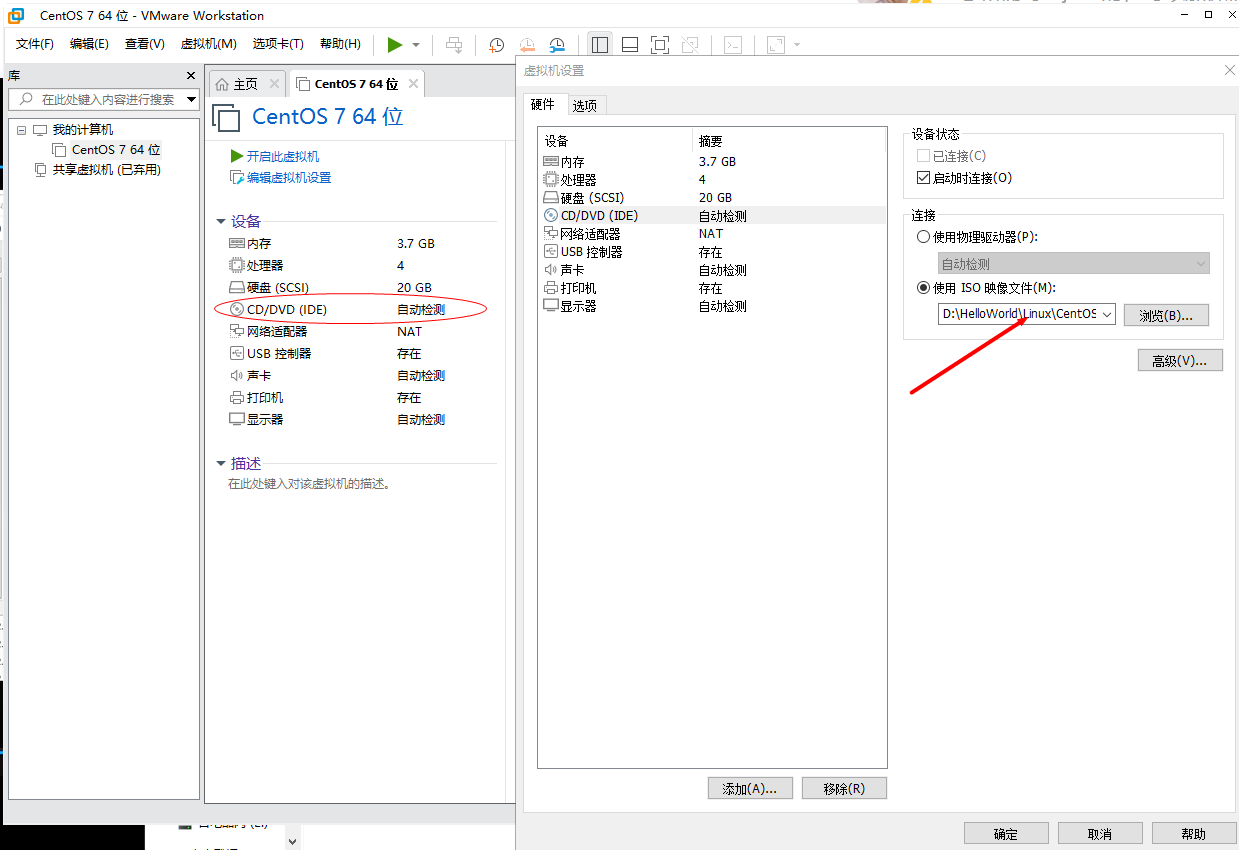 CentOS 7 64 位 - VMware Workstation
文件(F) 编辑(E) 查看(V) 虚拟机(M) 选项卡(T) 帮助(H)
库
在此处键入内容进行搜索
我的计算机
CentOS 7 64 位
共享虚拟机 (已弃用)
主页 CentOS 7 64 位
CentOS 7 64 位
开启此虚拟机
编辑虚拟机设置
设备
内存 3.7 GB
处理器 4
硬盘 (SCSI) 20 GB
CD/DVD (IDE) 自动检测
网络适配器 NAT
USB 控制器 存在
声卡 自动检测
打印机 存在
显示器 自动检测
描述
在此处键入对该虚拟机的描述。
虚拟机设置
硬件 选项
设备 摘要
内存 3.7 GB
处理器 4
硬盘 (SCSI) 20 GB
CD/DVD (IDE) 自动检测
网络适配器 NAT
USB 控制器 存在
声卡 自动检测
打印机 存在
显示器 自动检测
添加(A)... 移除(R)
设备状态
已连接(C)
启动时连接(O)
连接
使用物理驱动器(P):
自动检测
使用 ISO 映像文件(M):
D:\HelloWorld\Linux\CentOS 浏览(B)...
高级(V)...
确定 取消 帮助